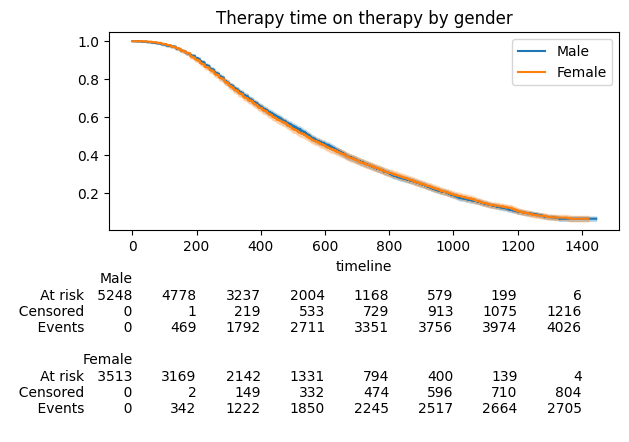 Therapy time on therapy by gender
1.0
0.8
0.6
0.4
0.2
Male
Female
0 200 400 600 800 1000 1200 1400
timeline
Male
At risk 5248 4778 3237 2004 1168 579 199 6
Censored 0 1 219 533 729 913 1075 1216
Events 0 469 1792 2711 3351 3756 3974 4026
Female
At risk 3513 3169 2142 1331 794 400 139 4
Censored 0 2 149 332 474 596 710 804
Events 0 342 1222 1850 2245 2517 2664 2705